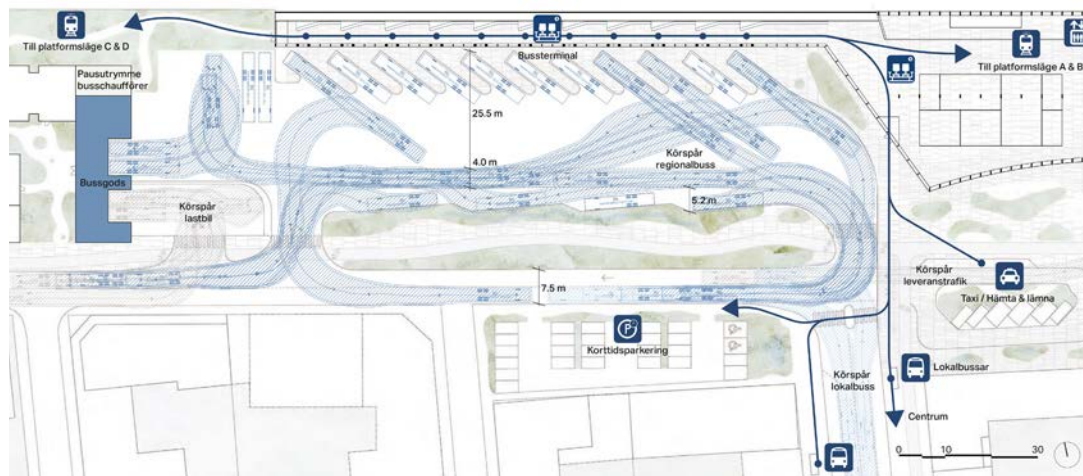 Till platformsläge C & D
Bussterminal
Till platformsläge A & B
Pausutrymme
busschaufförer
25.5 m
4.0 m
Körspår
regionalbuss
Bussgods
Körspår
lastbil
5.2 m
7.5 m
Körspår
leveranstrafik
Taxi / Hämta & lämna
P
Korttidsparkering
Körspår
lokalbuss
Lokalbussar
Centrum
0 10 30